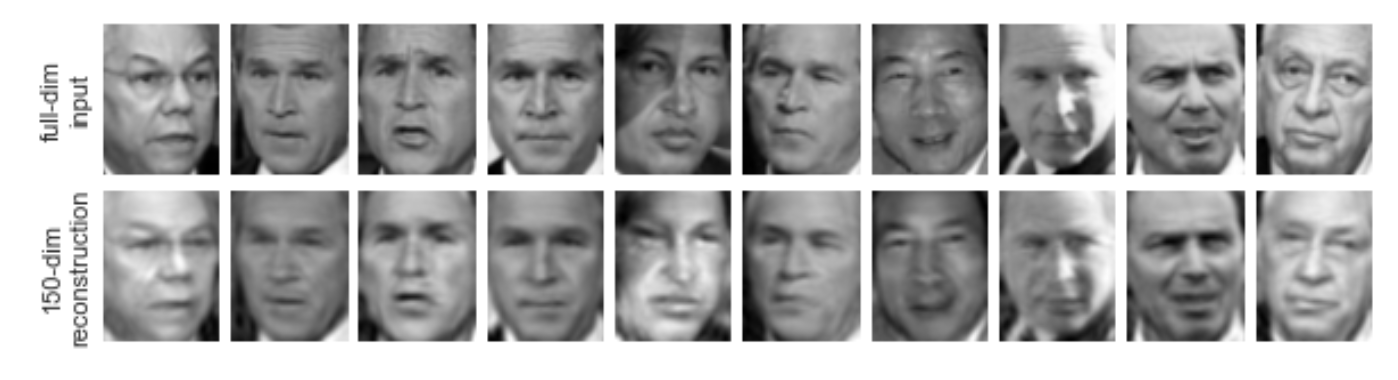 full-dim
input
150-dim
reconstruction